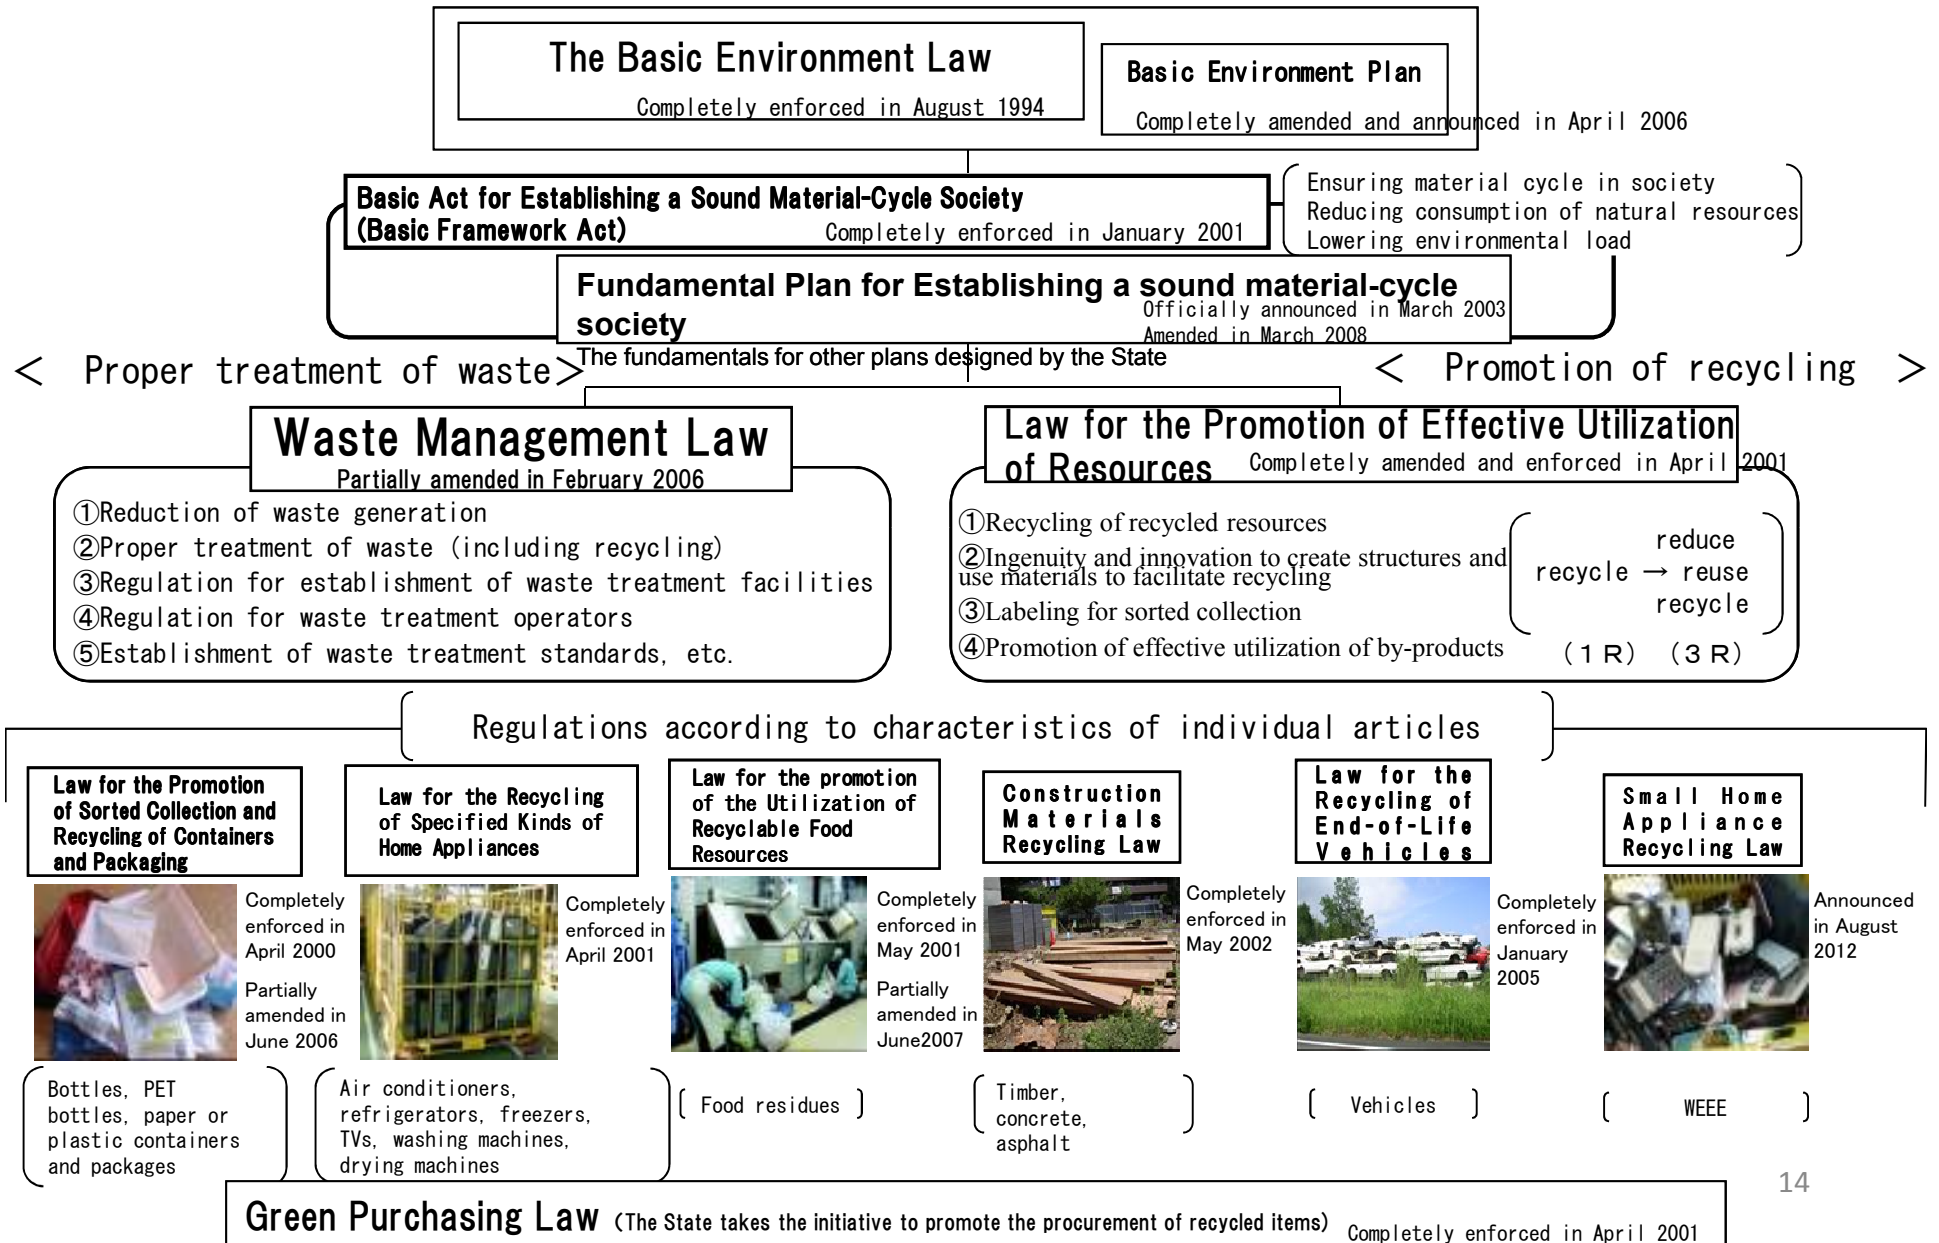 The Basic Environment Law
Completely enforced in August 1994
Basic Environment Plan
Completely amended and announced in April 2006
Basic Act for Establishing a Sound Material-Cycle Society
(Basic Framework Act)
Completely enforced in January 2001
Ensuring material cycle in society
Reducing consumption of natural resources
Lowering environmental load
Fundamental Plan for Establishing a sound material-cycle
society
Officially announced in March 2003
Amended in March 2008
The fundamentals for other plans designed by the State
＜ Proper treatment of waste＞
＜ Promotion of recycling ＞
Waste Management Law
Partially amended in February 2006
①Reduction of waste generation
②Proper treatment of waste (including recycling)
③Regulation for establishment of waste treatment facilities
④Regulation for waste treatment operators
⑤Establishment of waste treatment standards, etc.
Law for the Promotion of Effective Utilization
of Resources
Completely amended and enforced in April 2001
①Recycling of recycled resources
②Ingenuity and innovation to create structures and
use materials to facilitate recycling
③Labeling for sorted collection
④Promotion of effective utilization of by-products
reduce
recycle → reuse
recycle
（1 R） （3 R）
Regulations according to characteristics of individual articles
Law for the Promotion
of Sorted Collection and
Recycling of Containers
and Packaging
Completely
enforced in
April 2000
Partially
amended in
June 2006
Bottles, PET
bottles, paper or
plastic containers
and packages
Law for the Recycling
of Specified Kinds of
Home Appliances
Completely
enforced in
April 2001
Air conditioners,
refrigerators, freezers,
TVs, washing machines,
drying machines
Law for the promotion
of the Utilization of
Recyclable Food
Resources
Completely
enforced in
May 2001
Partially
amended in
June2007
Food residues
Construction
Materials
Recycling Law
Completely
enforced in
May 2002
Timber,
concrete,
asphalt
Law for the
Recycling of
End-of-Life
Vehicles
Completely
enforced in
January
2005
Vehicles
Small Home
Appliance
Recycling Law
Announced
in August
2012
WEEE
14
Green Purchasing Law (The State takes the initiative to promote the procurement of recycled items)
Completely enforced in April 2001